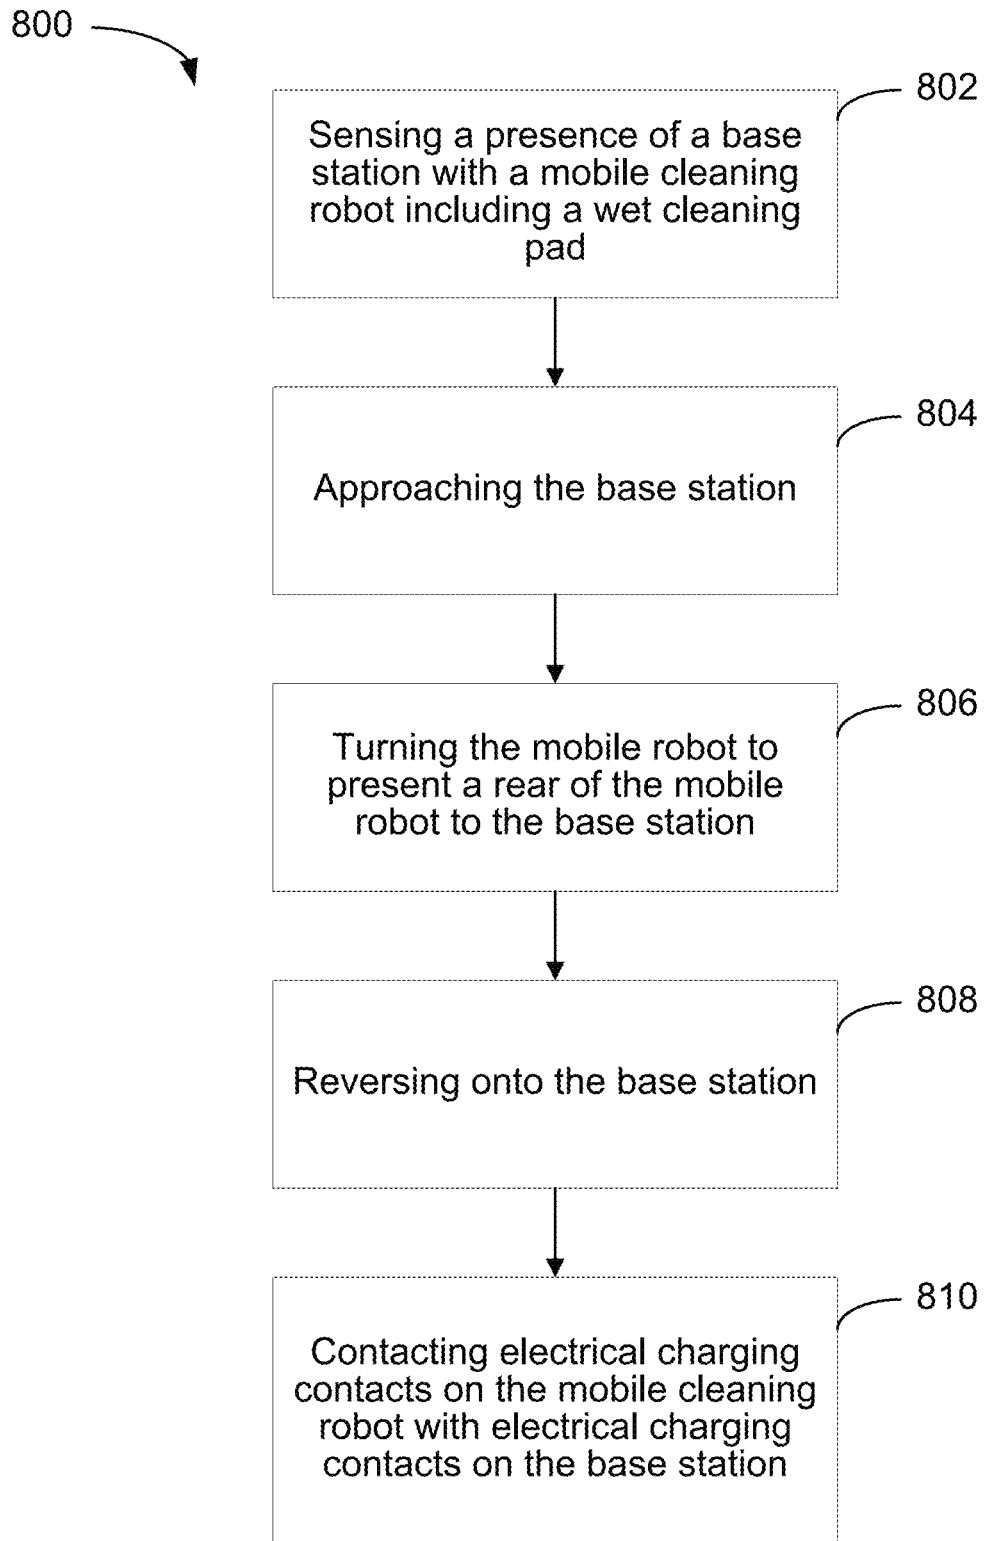 800
802
Sensing a presence of a base
station with a mobile cleaning
robot including a wet cleaning
pad
804
Approaching the base station
806
Turning the mobile robot to
present a rear of the mobile
robot to the base station
808
Reversing onto the base station
810
Contacting electrical charging
contacts on the mobile cleaning
robot with electrical charging
contacts on the base station